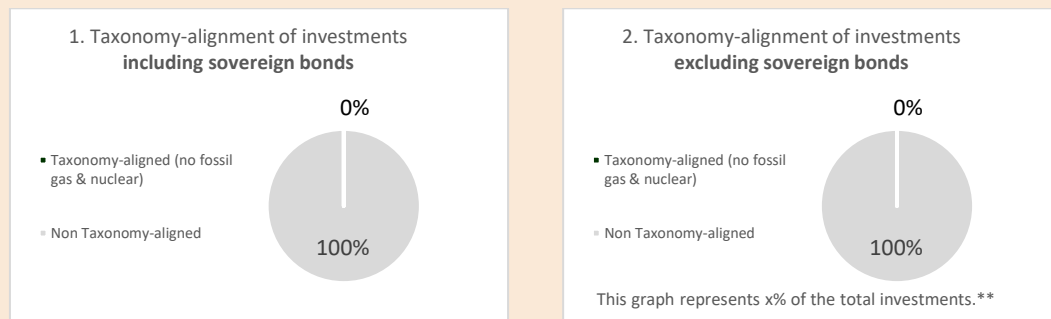 1. Taxonomy-alignment of investments
including sovereign bonds
0%
Taxonomy-aligned (no fossil
gas & nuclear)
Non Taxonomy-aligned
100%
2. Taxonomy-alignment of investments
excluding sovereign bonds
0%
Taxonomy-aligned (no fossil
gas & nuclear)
Non Taxonomy-aligned
100%
This graph represents x% of the total investments.**